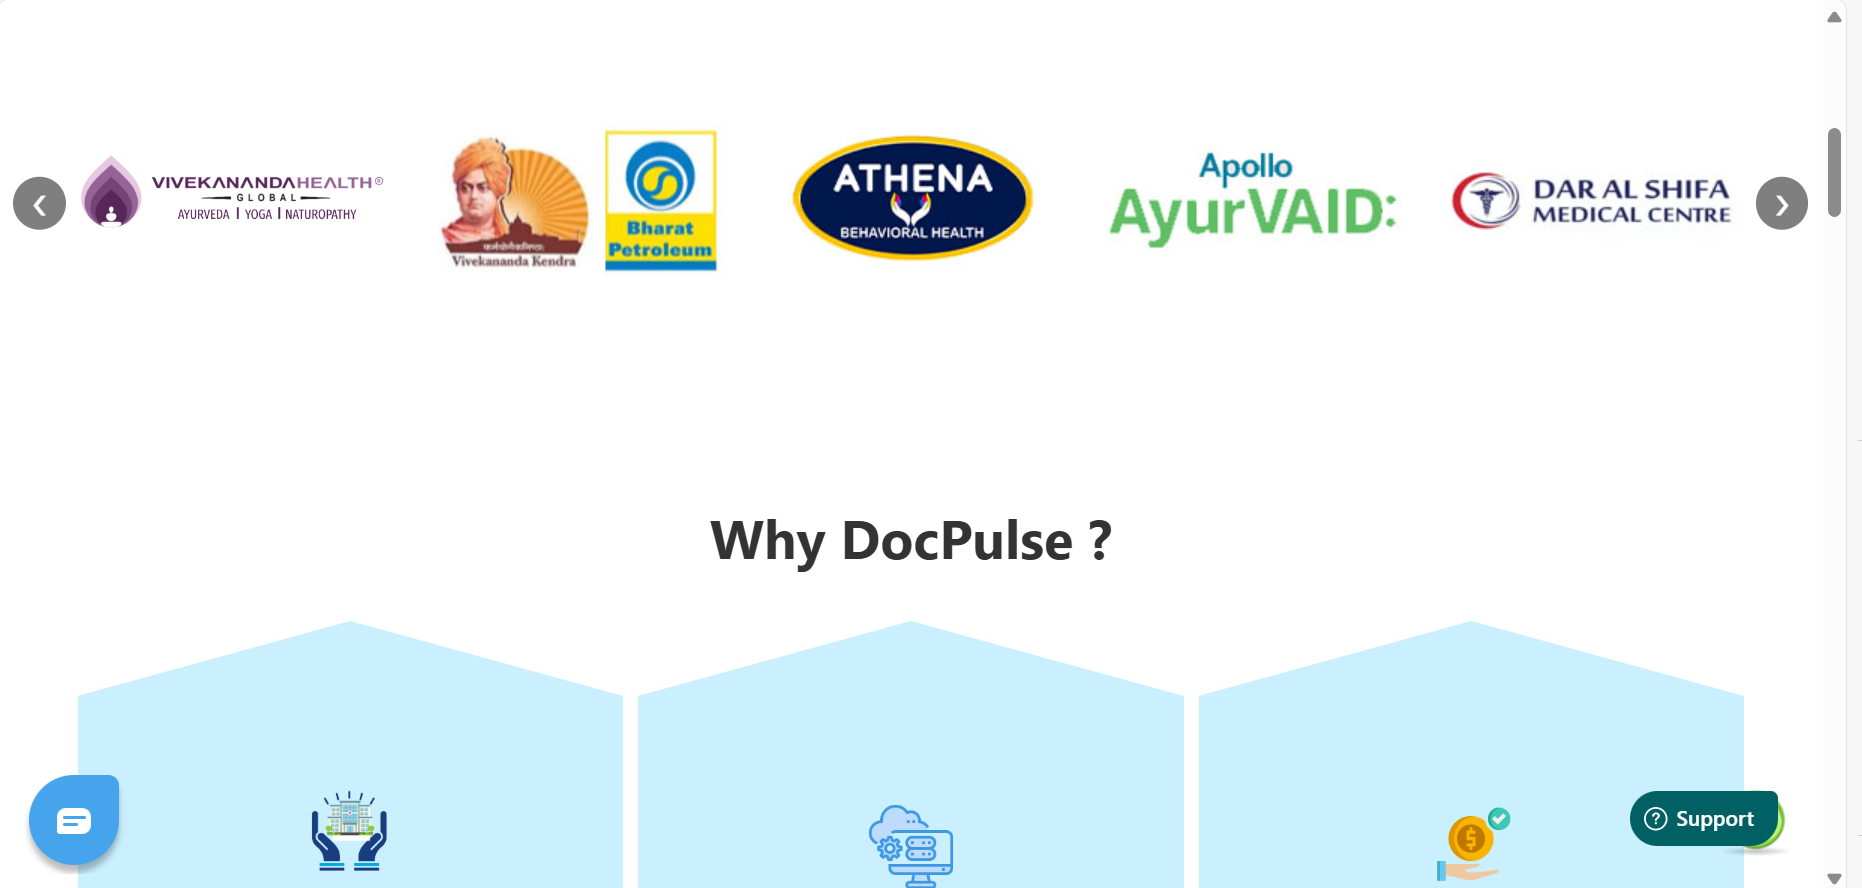 VIVEKANANDAHEALTH®
GLOBAL
AYURVEDA | YOGA | NATUROPATHY
Vivekananda Kendra
Bharat
Petroleum
ATHENA
BEHAVIORAL HEALTH
Apollo
AyurVAID:
DAR AL SHIFA
MEDICAL CENTRE
Why DocPulse ?
Support